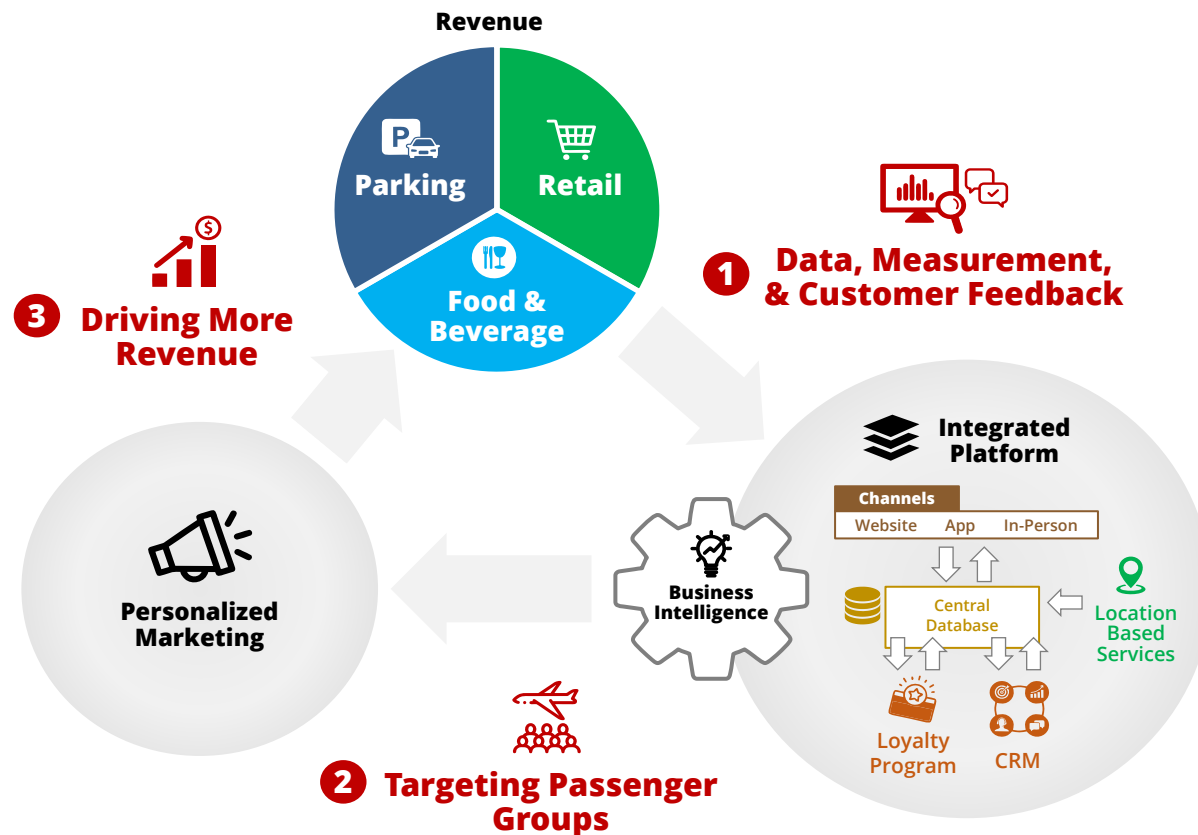 Revenue
P
Parking
Retail
Food &
Beverage
1
Data, Measurement,
& Customer Feedback
$
3
Driving More
Revenue
Integrated
Platform
Channels
Website App In-Person
Central
Database
Location
Based
Services
Loyalty
Program
CRM
Business
Intelligence
Personalized
Marketing
2
Targeting Passenger
Groups